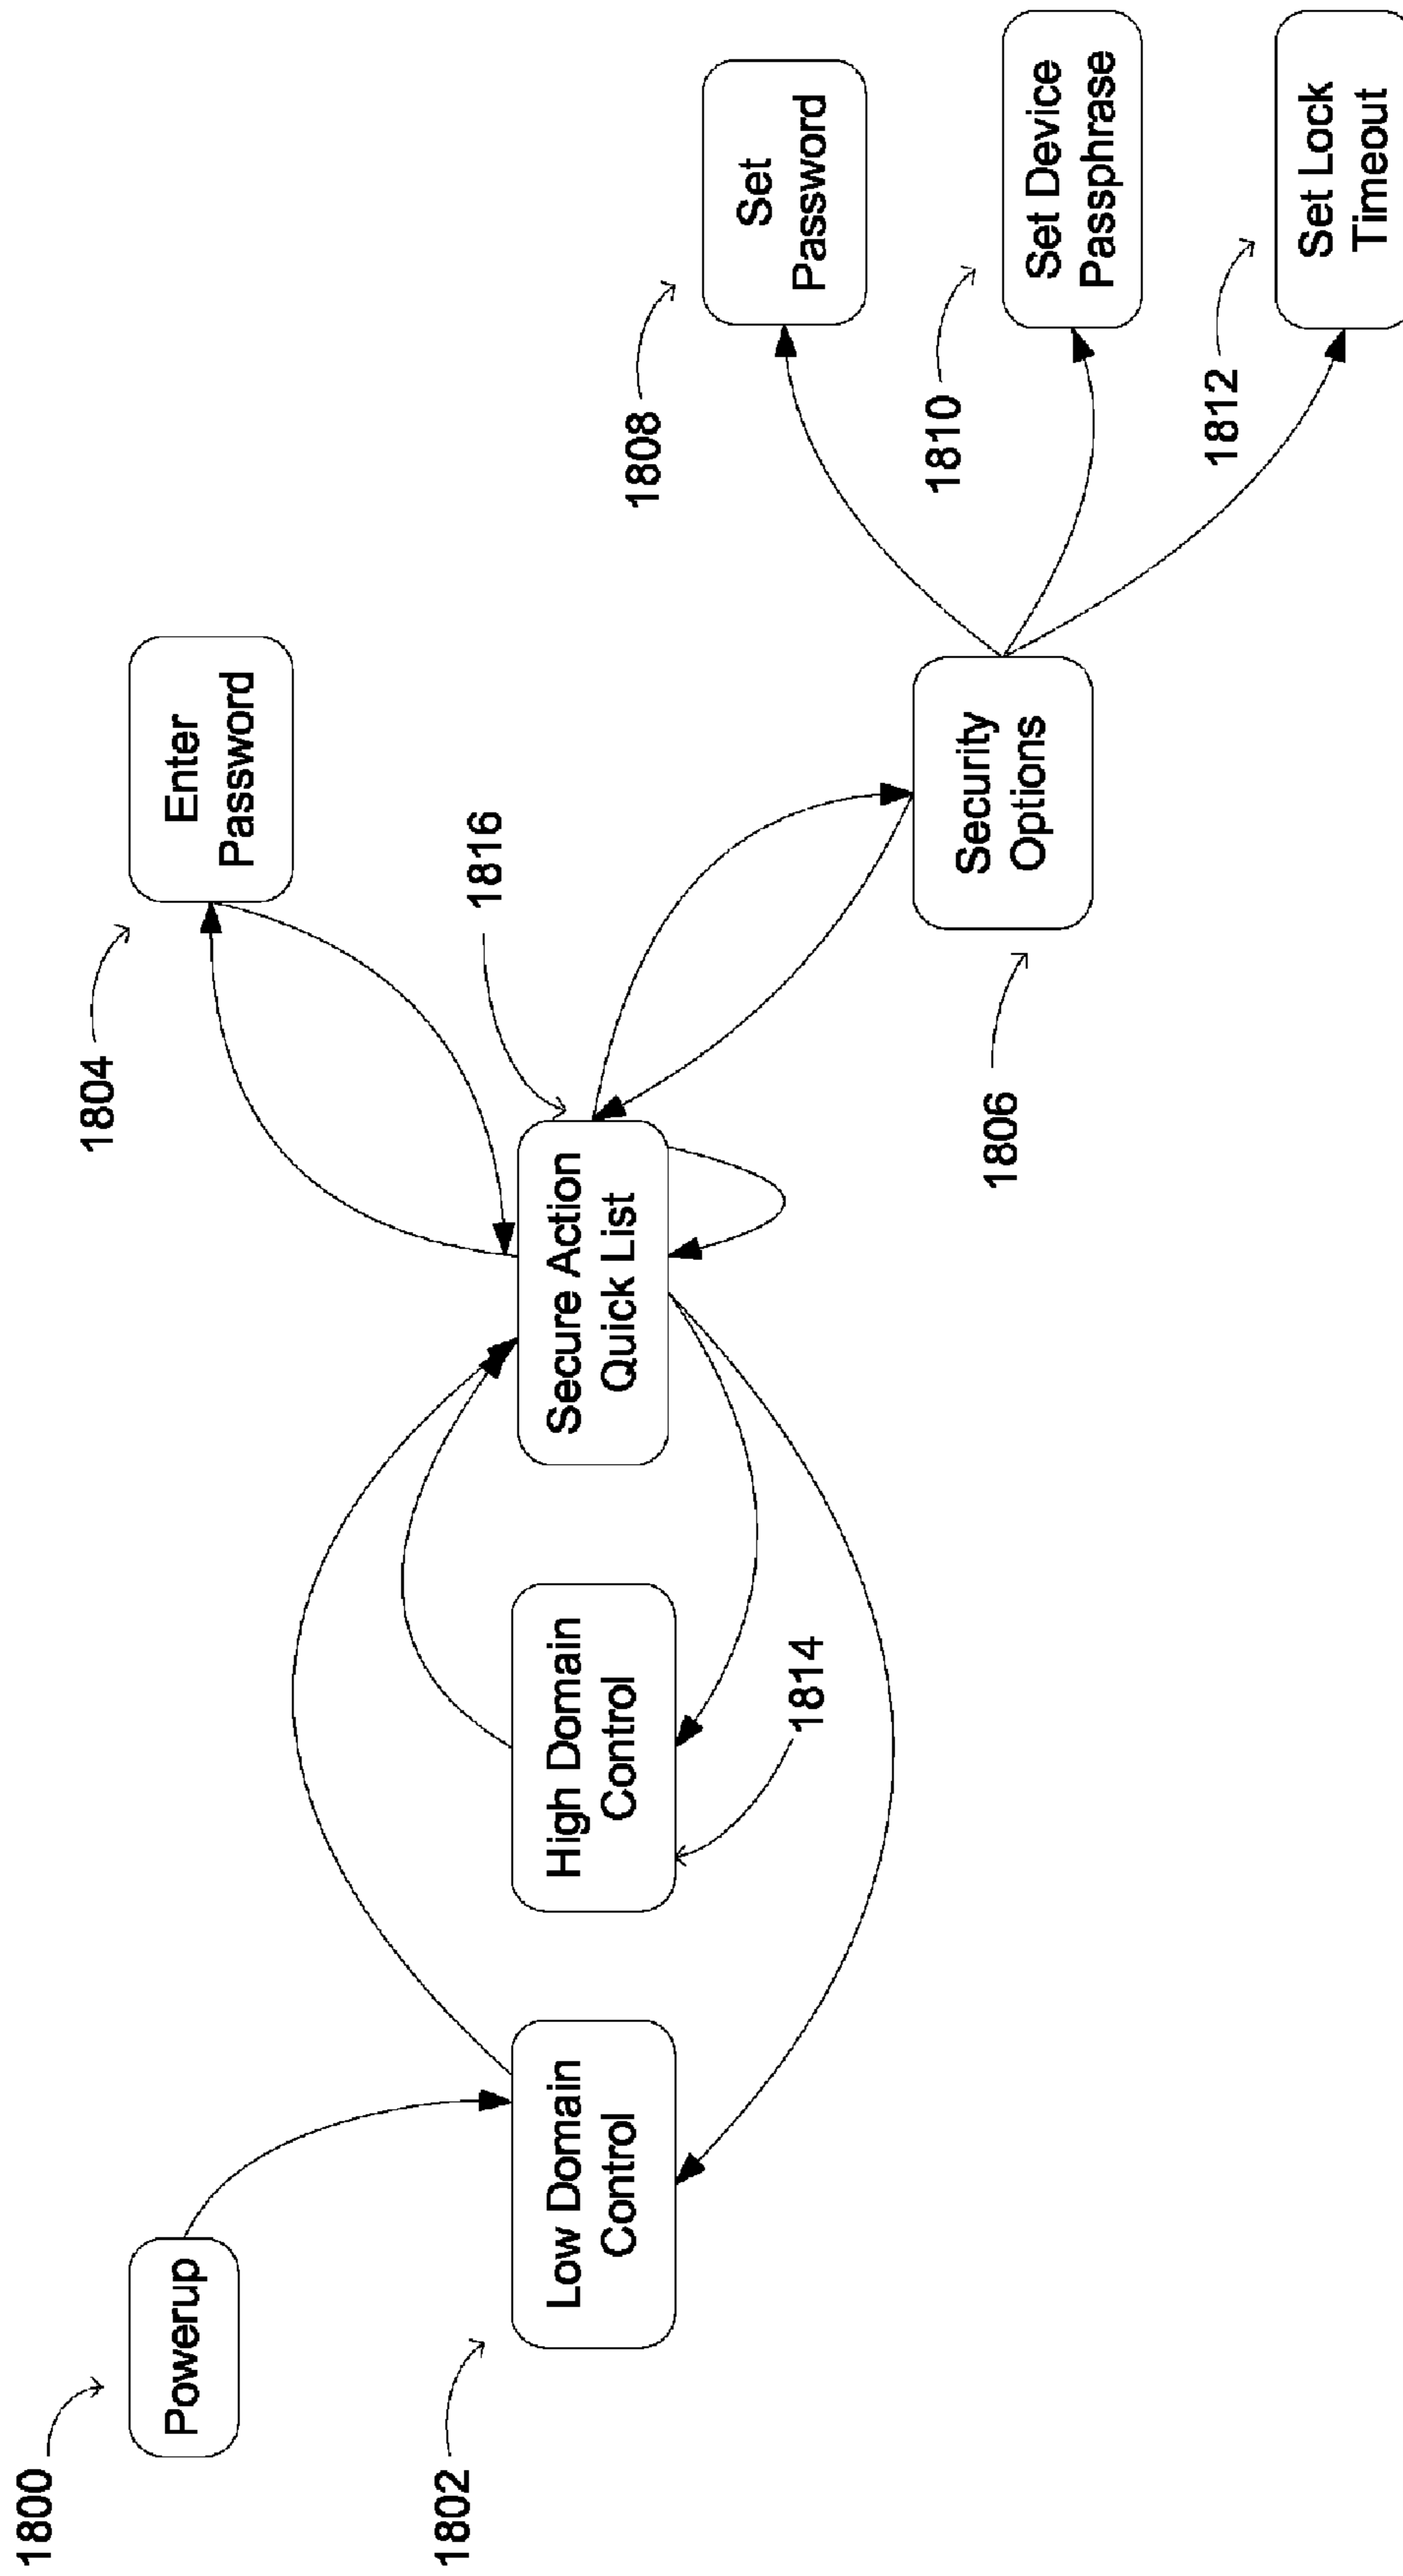 1800
Powerup
1802
Low Domain
Control
High Domain
Control
1814
Secure Action
Quick List
1816
1804
Enter
Password
1806
Security
Options
1808
Set
Password
1810
Set Device
Passphrase
1812
Set Lock
Timeout